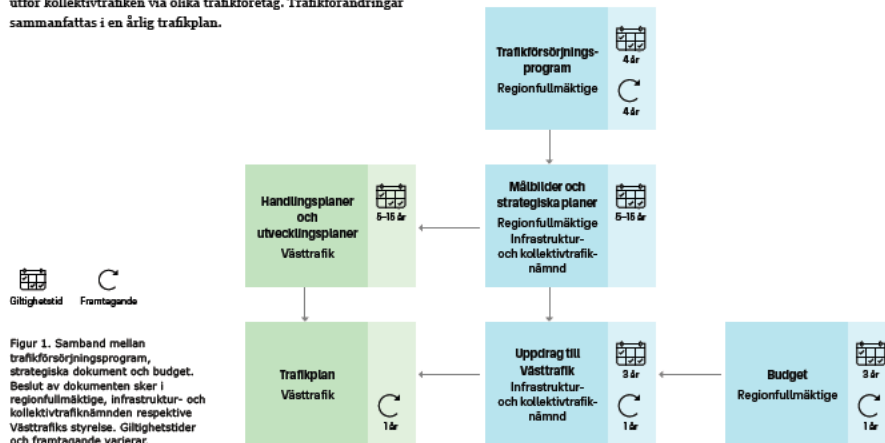 utför kollektivtrafiken via olika trafikföretag. Trafikförändringar
sammanfattas i en årlig trafikplan.
Trafikförsörjnings-
program
Regionfullmäktige
4 år
4 år
Handlingsplaner
och
utvecklingsplaner
Västtrafik
5–15 år
Målbilder och
strategiska planer
Regionfullmäktige
Infrastruktur-
och kollektivtrafik-
nämnd
5–15 år
Giltighetstid
Framtagande
Figur 1. Samband mellan
trafikförsörjningsprogram,
strategiska dokument och budget.
Beslut av dokumenten sker i
regionfullmäktige, infrastruktur- och
kollektivtrafiknämnden respektive
Västtrafiks styrelse. Giltighetstider
och framtagande varierar.
Trafikplan
Västtrafik
1 år
Uppdrag till
Västtrafik
Infrastruktur-
och kollektivtrafik-
nämnd
3 år
1 år
Budget
Regionfullmäktige
3 år
1 år